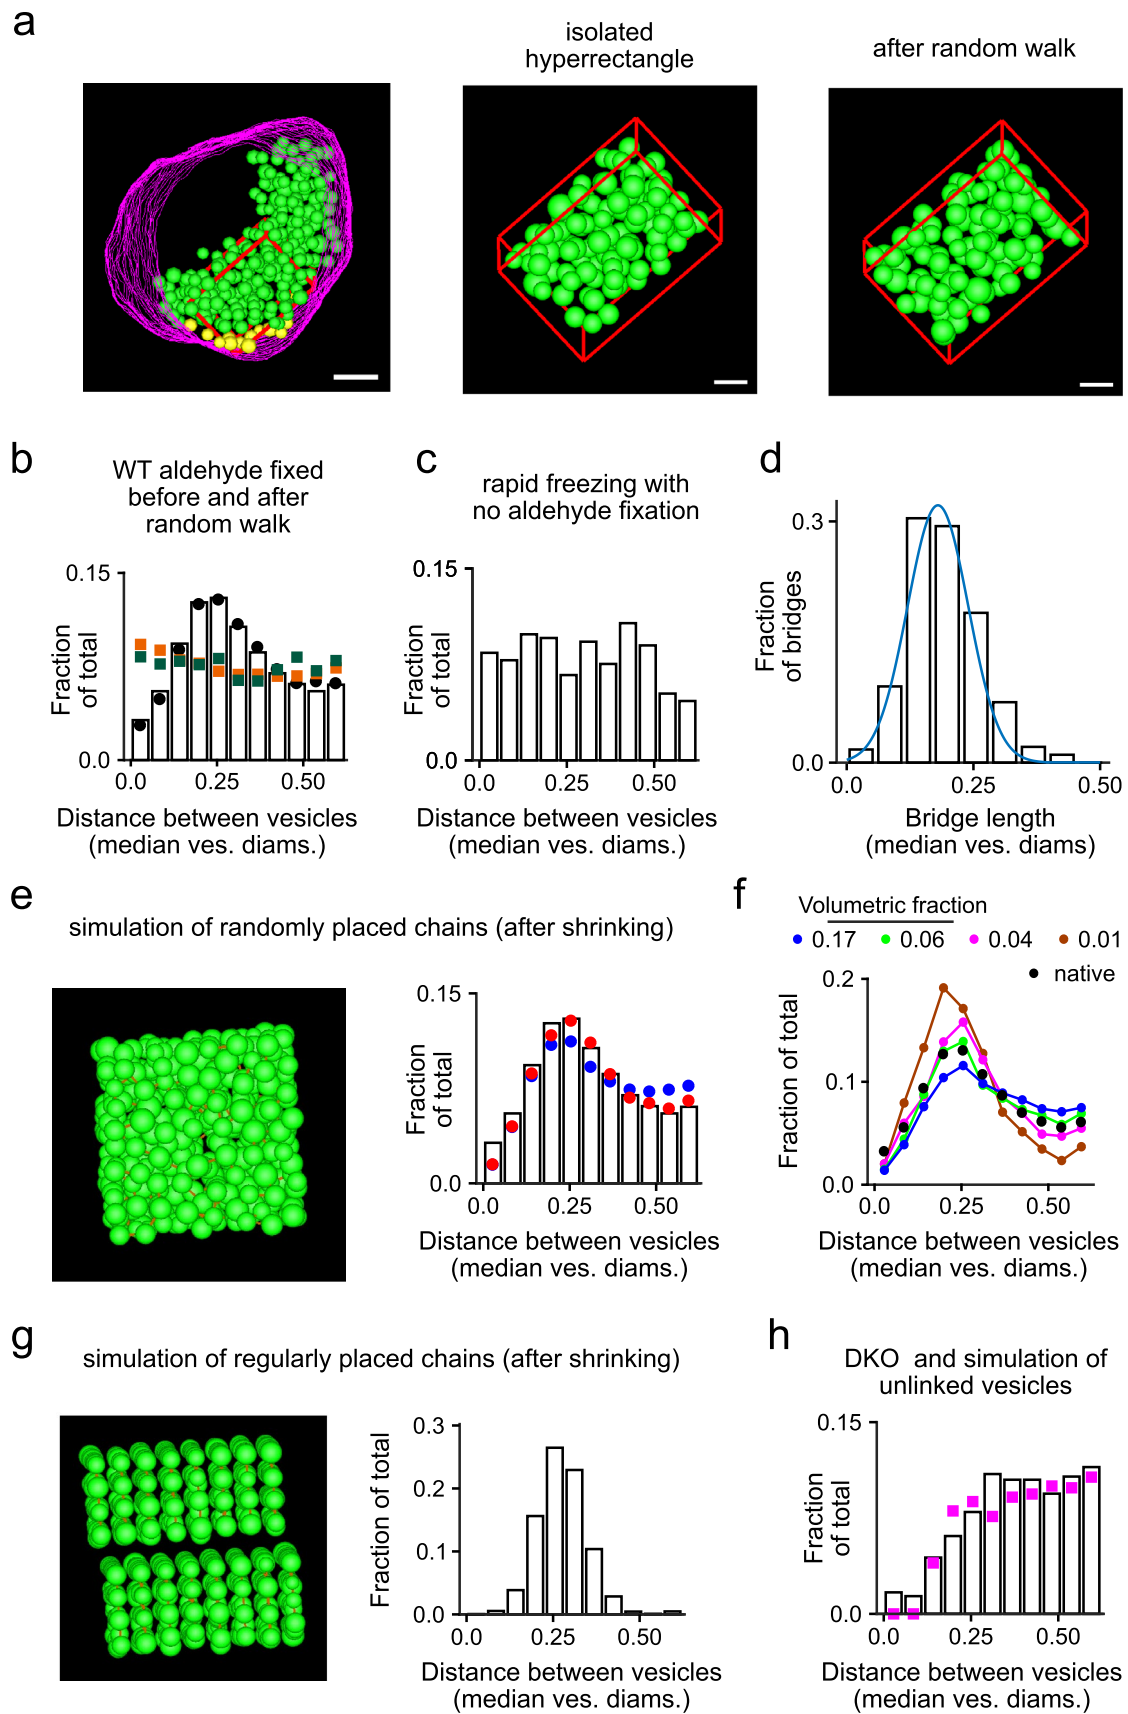 a
isolated
hyperrectangle
after random walk
b
WT aldehyde fixed
before and after
random walk
0.15
Fraction
of total
0.0
0.0 0.25 0.50
Distance between vesicles
(median ves. diams.)
c
rapid freezing with
no aldehyde fixation
0.15
Fraction
of total
0.0
0.0 0.25 0.50
Distance between vesicles
(median ves. diams.)
d
0.3
Fraction
of bridges
0.0
0.0 0.25 0.50
Bridge length
(median ves. diams)
e
simulation of randomly placed chains (after shrinking)
0.15
Fraction
of total
0.0
0.0 0.25 0.50
Distance between vesicles
(median ves. diams.)
f
Volumetric fraction
0.17 0.06 0.04 0.01
native
0.2
Fraction of total
0.1
0.0
0.0 0.25 0.50
Distance between vesicles
(median ves. diams.)
g
simulation of regularly placed chains (after shrinking)
0.3
Fraction of total
0.2
0.1
0.0
0.0 0.25 0.50
Distance between vesicles
(median ves. diams.)
h
DKO and simulation of
unlinked vesicles
0.15
Fraction
of total
0.0
0.0 0.25 0.50
Distance between vesicles
(median ves. diams.)